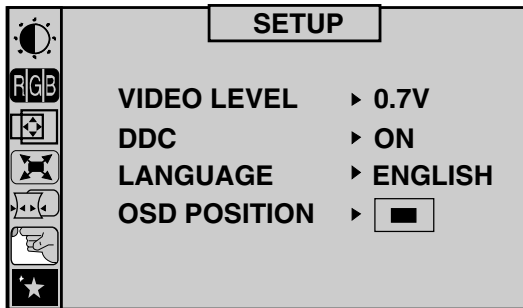 SETUP
RGB
VIDEO LEVEL ▸ 0.7V
DDC ▸ ON
LANGUAGE ▸ ENGLISH
OSD POSITION ▸